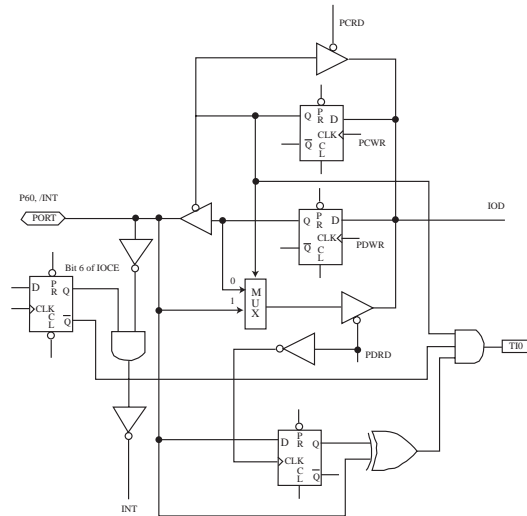 PCRD
Q P R D
CLK
Q C L
PCWR
P60, /INT
PORT
IOD
Q P R D
CLK
Q C L
PDWR
Bit 6 of IOCE
D P R Q
CLK
C L Q
0
1
MUX
PDRD
TI0
D P R Q
CLK
C L Q
INT